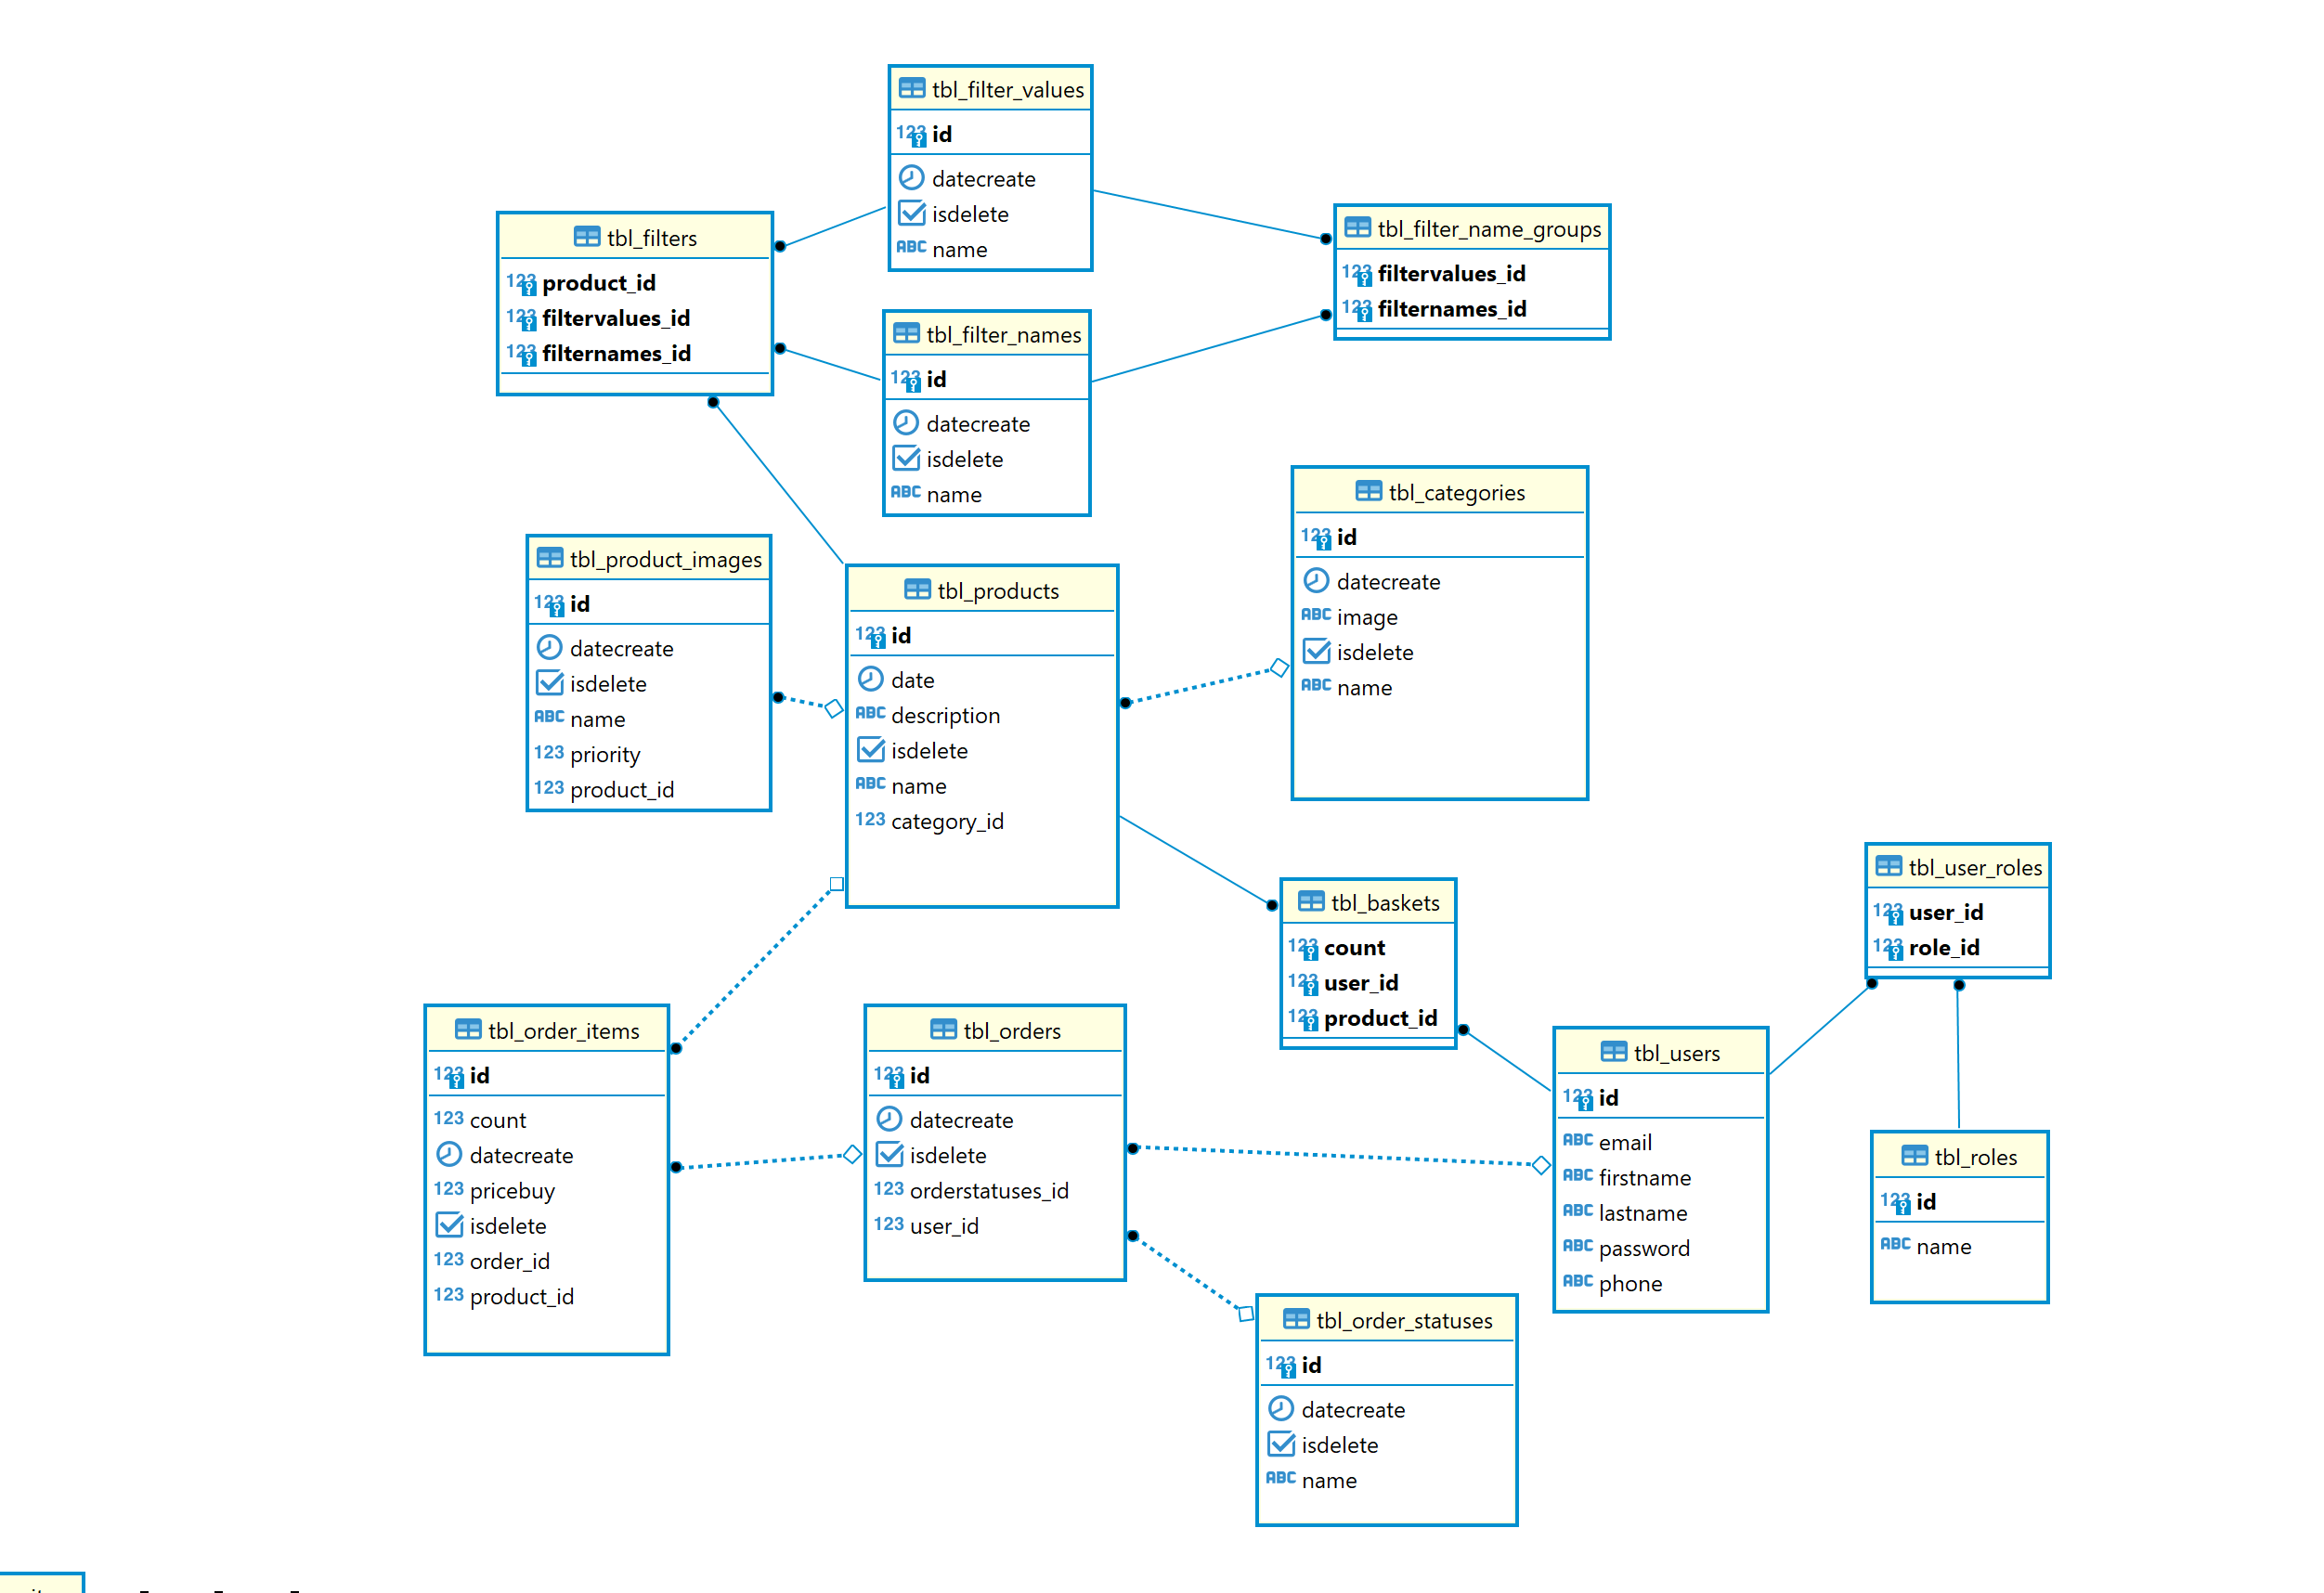 tbl_filter_values
123 id
datecreate
isdelete
ABC name
tbl_filters
123 product_id
123 filtervalues_id
123 filternames_id
tbl_filter_name_groups
123 filtervalues_id
123 filternames_id
tbl_filter_names
123 id
datecreate
isdelete
ABC name
tbl_categories
123 id
datecreate
ABC image
isdelete
ABC name
tbl_product_images
123 id
datecreate
isdelete
ABC name
123 priority
123 product_id
tbl_products
123 id
date
ABC description
isdelete
ABC name
123 category_id
tbl_baskets
123 count
123 user_id
123 product_id
tbl_user_roles
123 user_id
123 role_id
tbl_order_items
123 id
123 count
datecreate
123 pricebuy
isdelete
123 order_id
123 product_id
tbl_orders
123 id
datecreate
isdelete
123 orderstatuses_id
123 user_id
tbl_users
123 id
ABC email
ABC firstname
ABC lastname
ABC password
ABC phone
tbl_roles
123 id
ABC name
tbl_order_statuses
123 id
datecreate
isdelete
ABC name